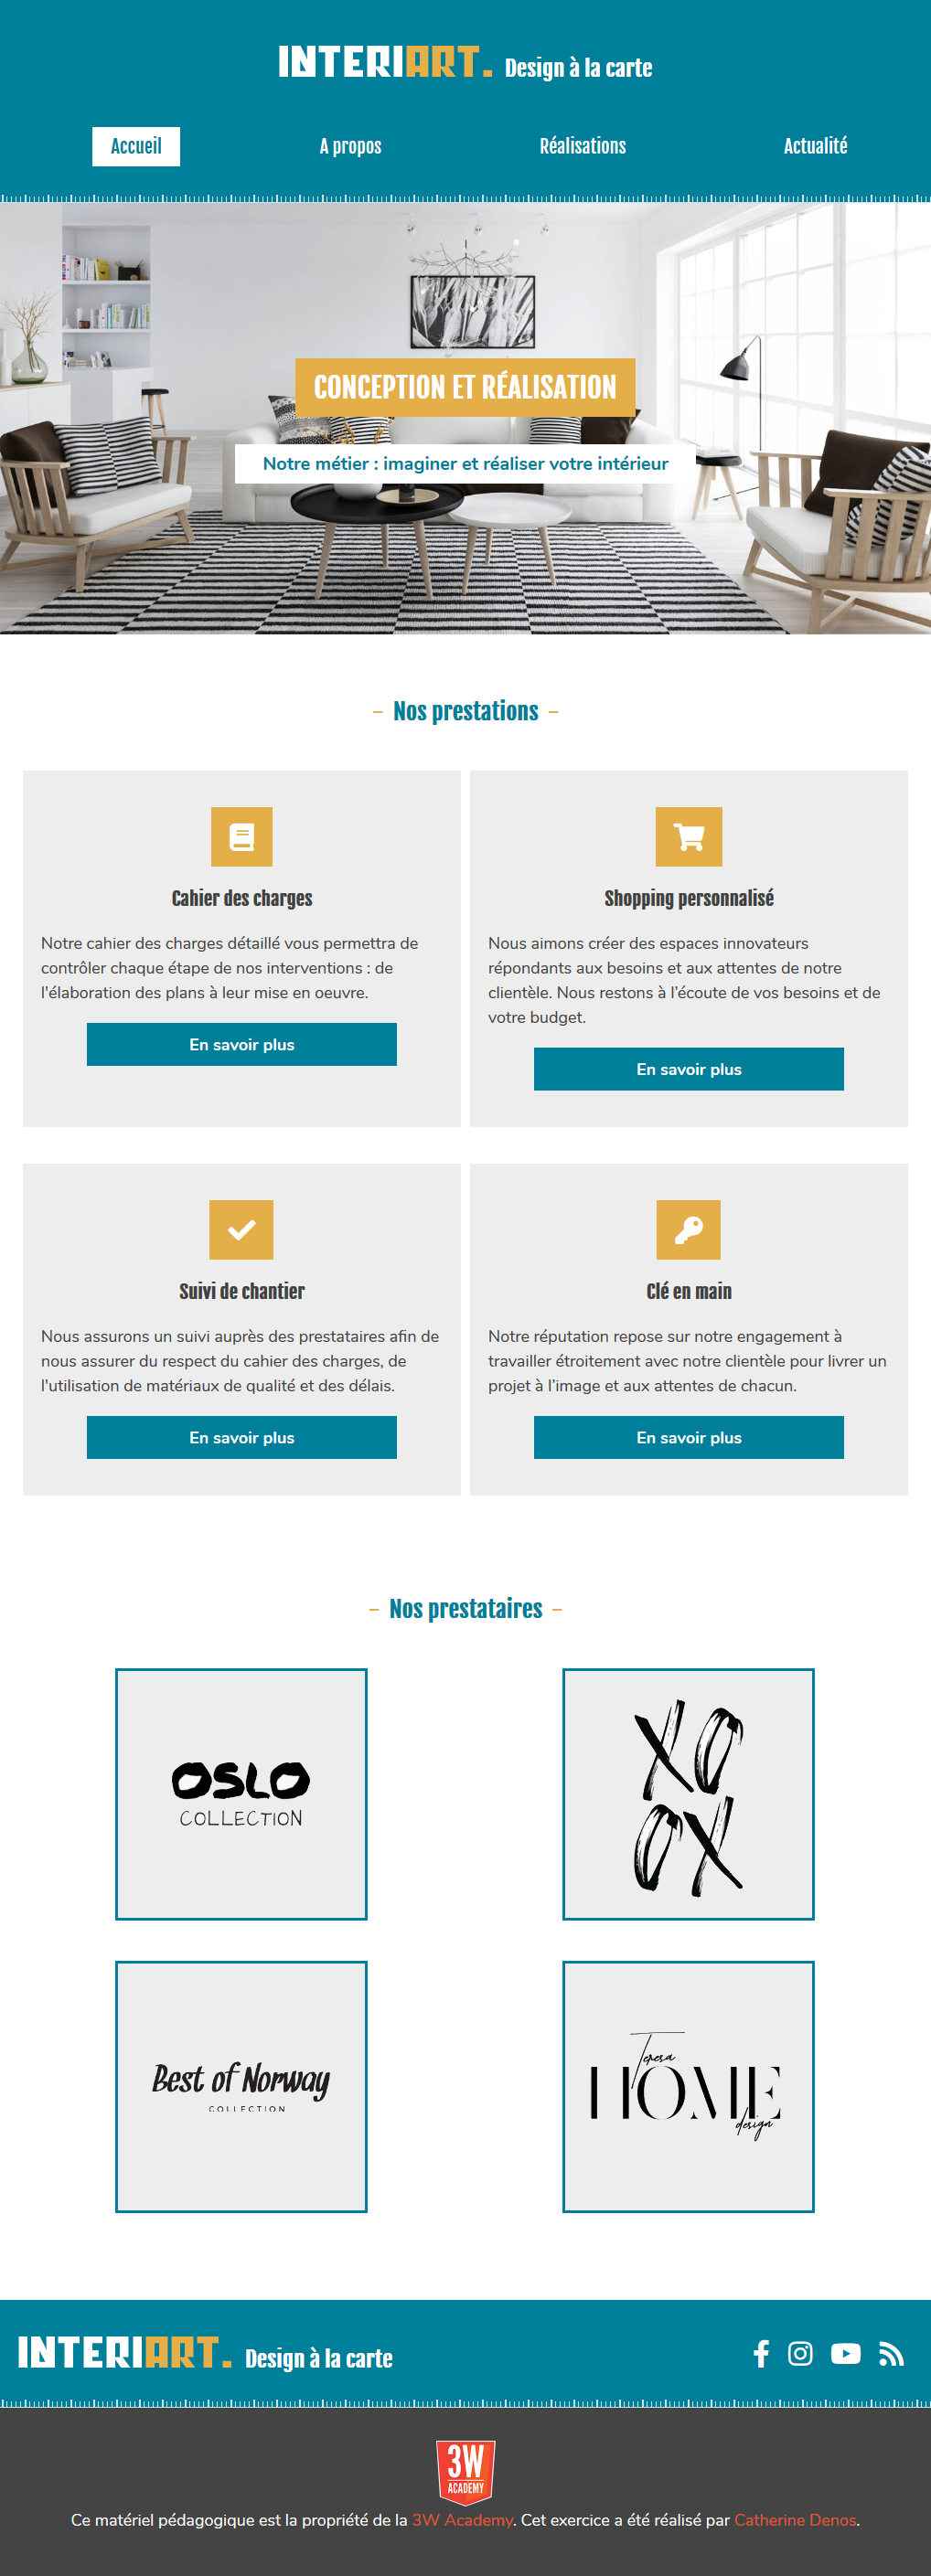 INTERIART. Design à la carte
Accueil A propos Réalisations Actualité
CONCEPTION ET RÉALISATION
Notre métier : imaginer et réaliser votre intérieur
– Nos prestations –
Cahier des charges
Notre cahier des charges détaillé vous permettra de
contrôler chaque étape de nos interventions : de
l'élaboration des plans à leur mise en oeuvre.
En savoir plus
Shopping personnalisé
Nous aimons créer des espaces innovateurs
répondants aux besoins et aux attentes de notre
clientèle. Nous restons à l’écoute de vos besoins et de
votre budget.
En savoir plus
Suivi de chantier
Nous assurons un suivi auprès des prestataires afin de
nous assurer du respect du cahier des charges, de
l'utilisation de matériaux de qualité et des délais.
En savoir plus
Clé en main
Notre réputation repose sur notre engagement à
travailler étroitement avec notre clientèle pour livrer un
projet à l’image et aux attentes de chacun.
En savoir plus
– Nos prestataires –
OSLO
COLLECTION
XO
OX
Best of Norway
COLLECTION
Teresa
HOME
design
INTERIART. Design à la carte
3W
ACADEMY
Ce matériel pédagogique est la propriété de la 3W Academy. Cet exercice a été réalisé par Catherine Denos.